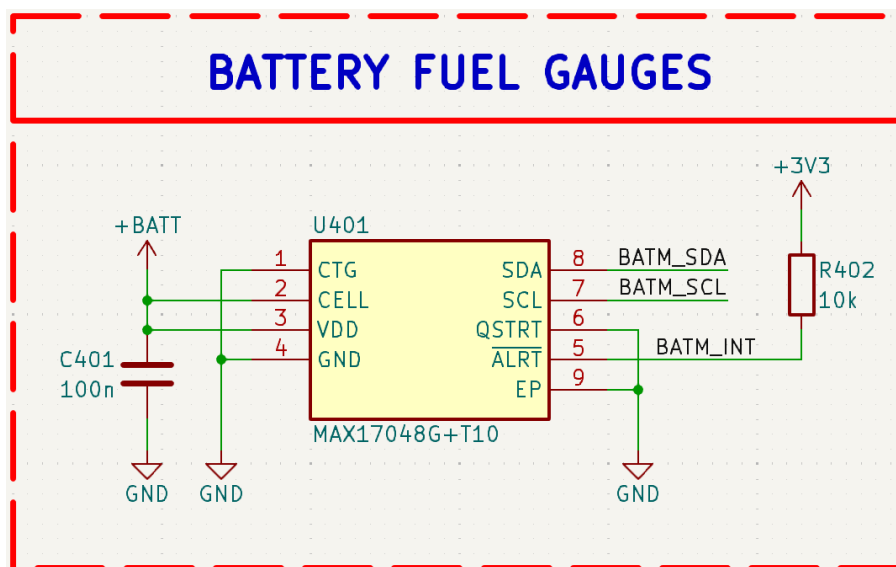 BATTERY FUEL GAUGES
+3V3
+BATT
U401
1
CTG
SDA
8
BATM_SDA
R402
10k
2
CELL
SCL
7
BATM_SCL
3
VDD
QSTRT
6
C401
100n
4
GND
ALRT
5
BATM_INT
EP
9
MAX17048G+T10
GND
GND
GND